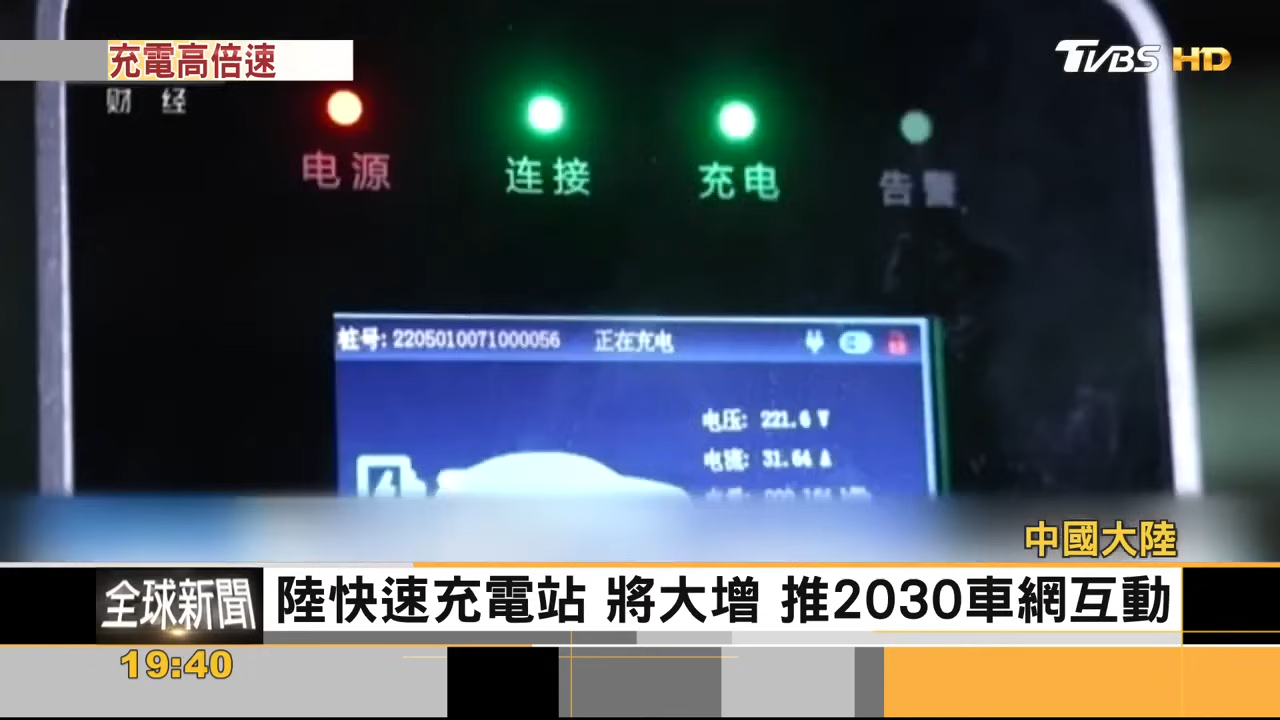 充電高倍速
TVBS HD
财 经
电源
连接
充电
告警
桩号: 2205010071000056 正在充电
电压: 221.6 V
电流: 31.64 A
中國大陸
全球新聞
陸快速充電站 將大增 推2030車網互動
19:40